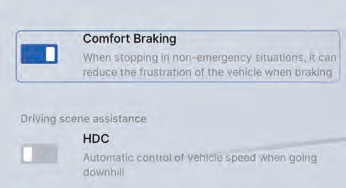 Comfort Braking
When stopping in non-emergency situations, it can
reduce the frustration of the vehicle when braking
Driving scene assistance
HDC
Automatic control of vehicle speed when going
downhill